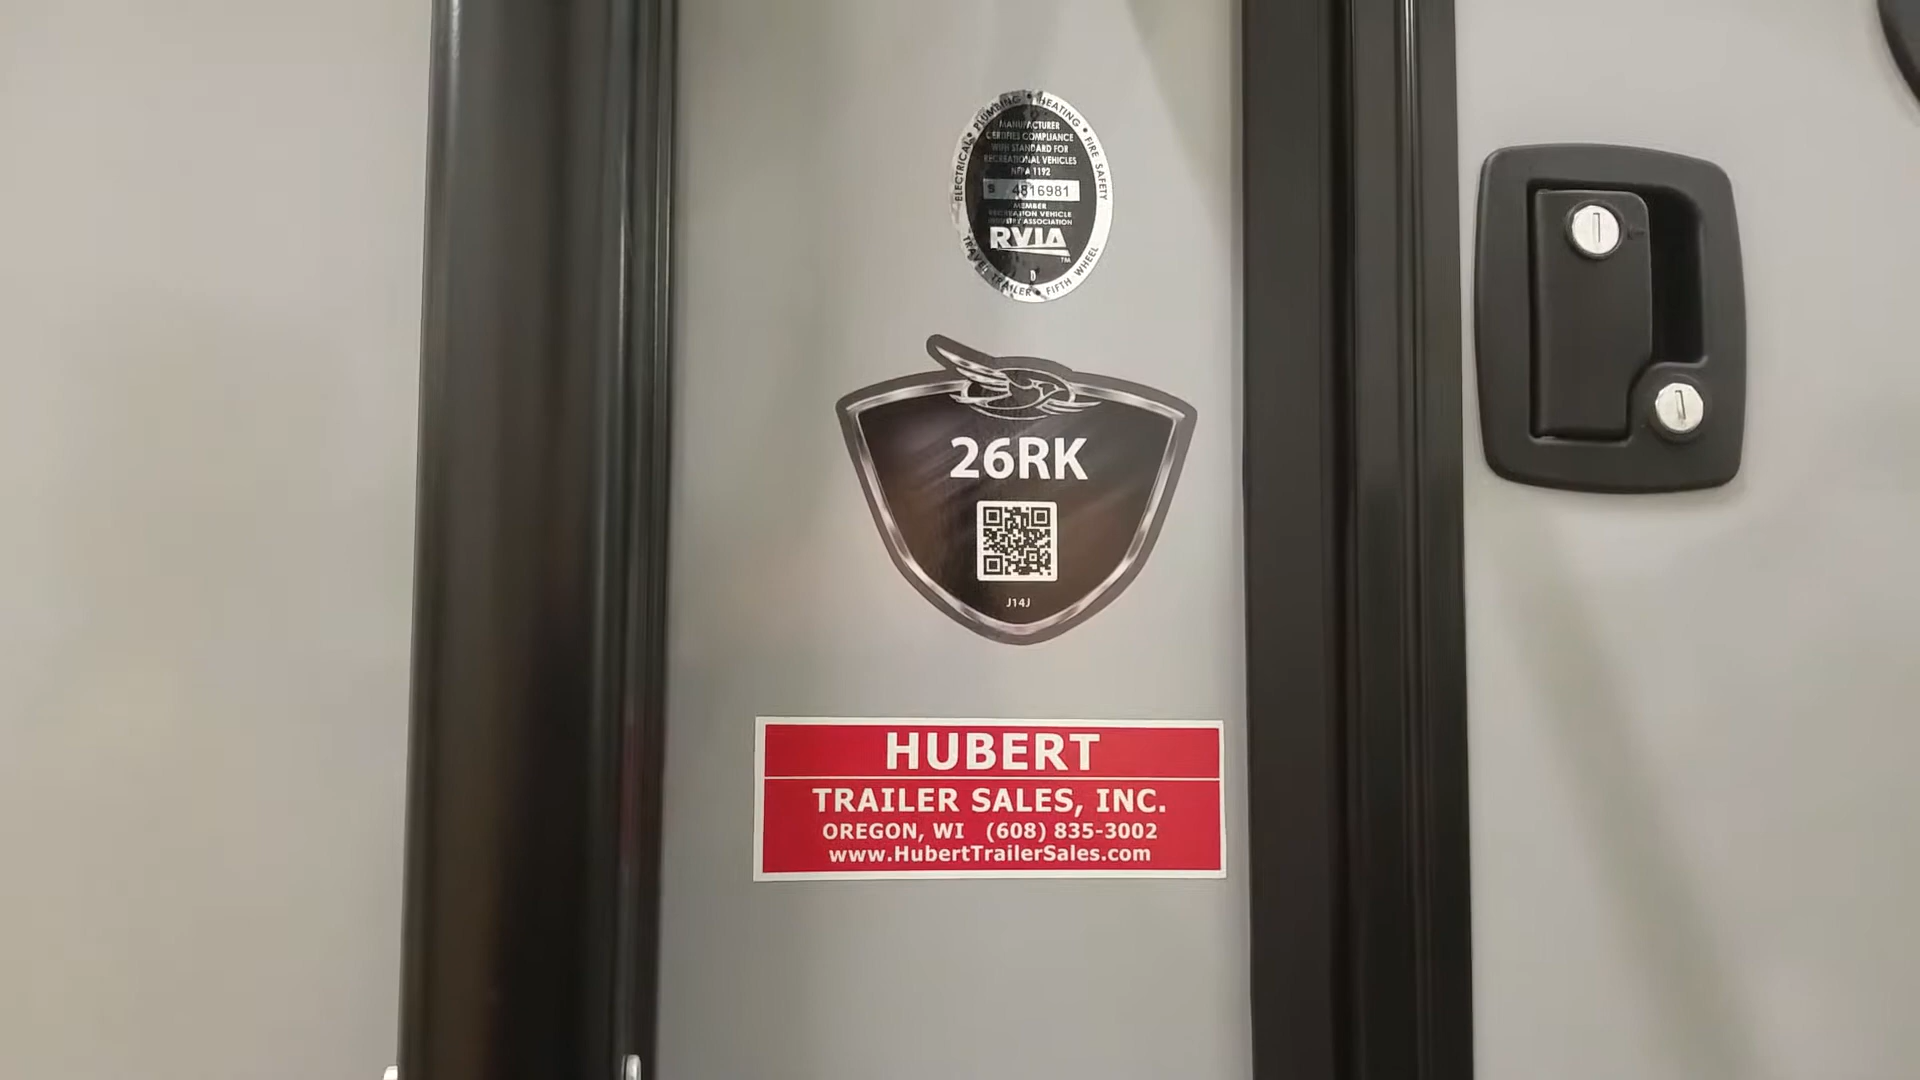 ELECTRICAL • PLUMBING • HEATING • FIRE SAFETY
MANUFACTURER
CERTIFIES COMPLIANCE
WITH STANDARD FOR
RECREATIONAL VEHICLES
NFPA 1192
S 4816981
MEMBER
RECREATION VEHICLE
INDUSTRY ASSOCIATION
RVIA
TM
D
TRAVEL TRAILER • FIFTH WHEEL
26RK
J14J
HUBERT
TRAILER SALES, INC.
OREGON, WI (608) 835-3002
www.HubertTrailerSales.com